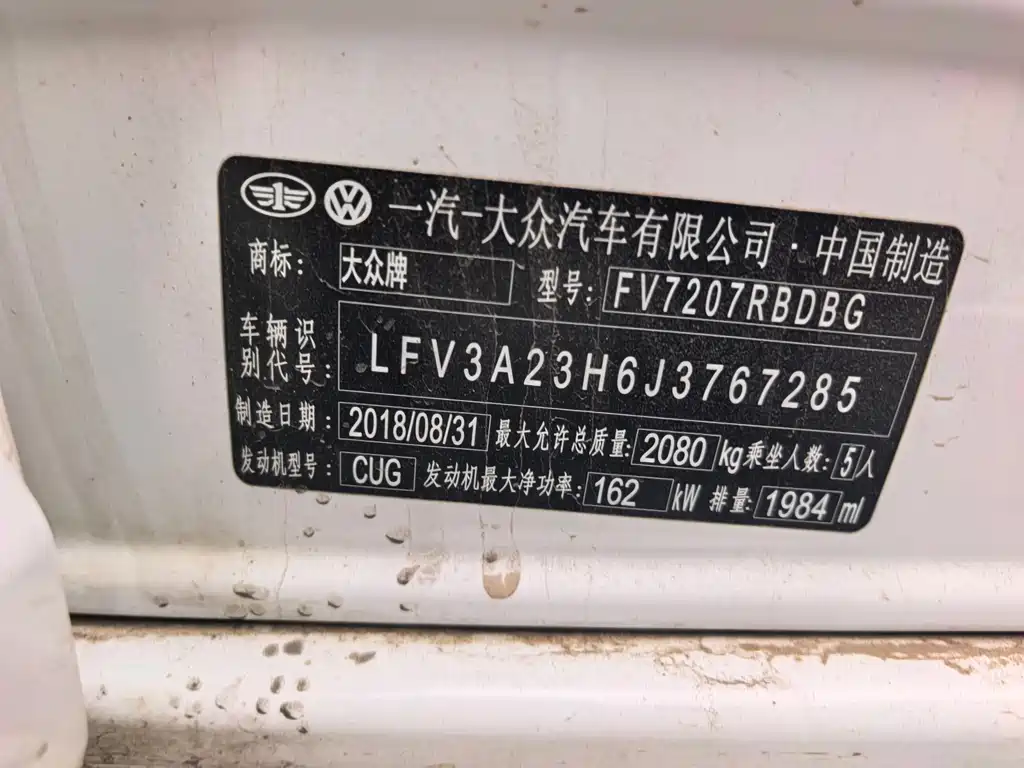 一汽-大众汽车有限公司·中国制造
商标: 大众牌 型号: FV7207RBDBG
车辆识别代号: LFV3A23H6J3767285
制造日期: 2018/08/31 最大允许总质量: 2080 kg 乘坐人数: 5人
发动机型号: CUG 发动机最大净功率: 162 kW 排量: 1984 ml